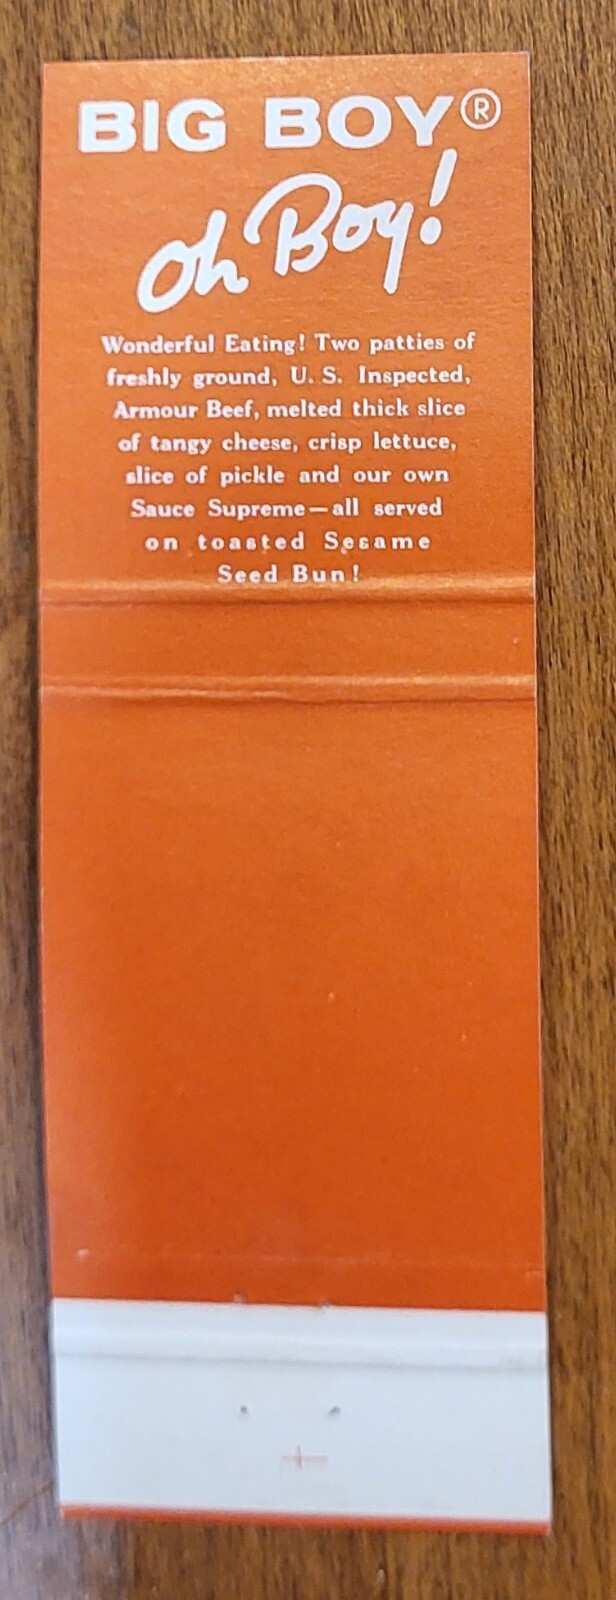 BIG BOY®
Oh Boy!
Wonderful Eating! Two patties of
freshly ground, U. S. Inspected,
Armour Beef, melted thick slice
of tangy cheese, crisp lettuce,
slice of pickle and our own
Sauce Supreme—all served
on toasted Sesame
Seed Bun!